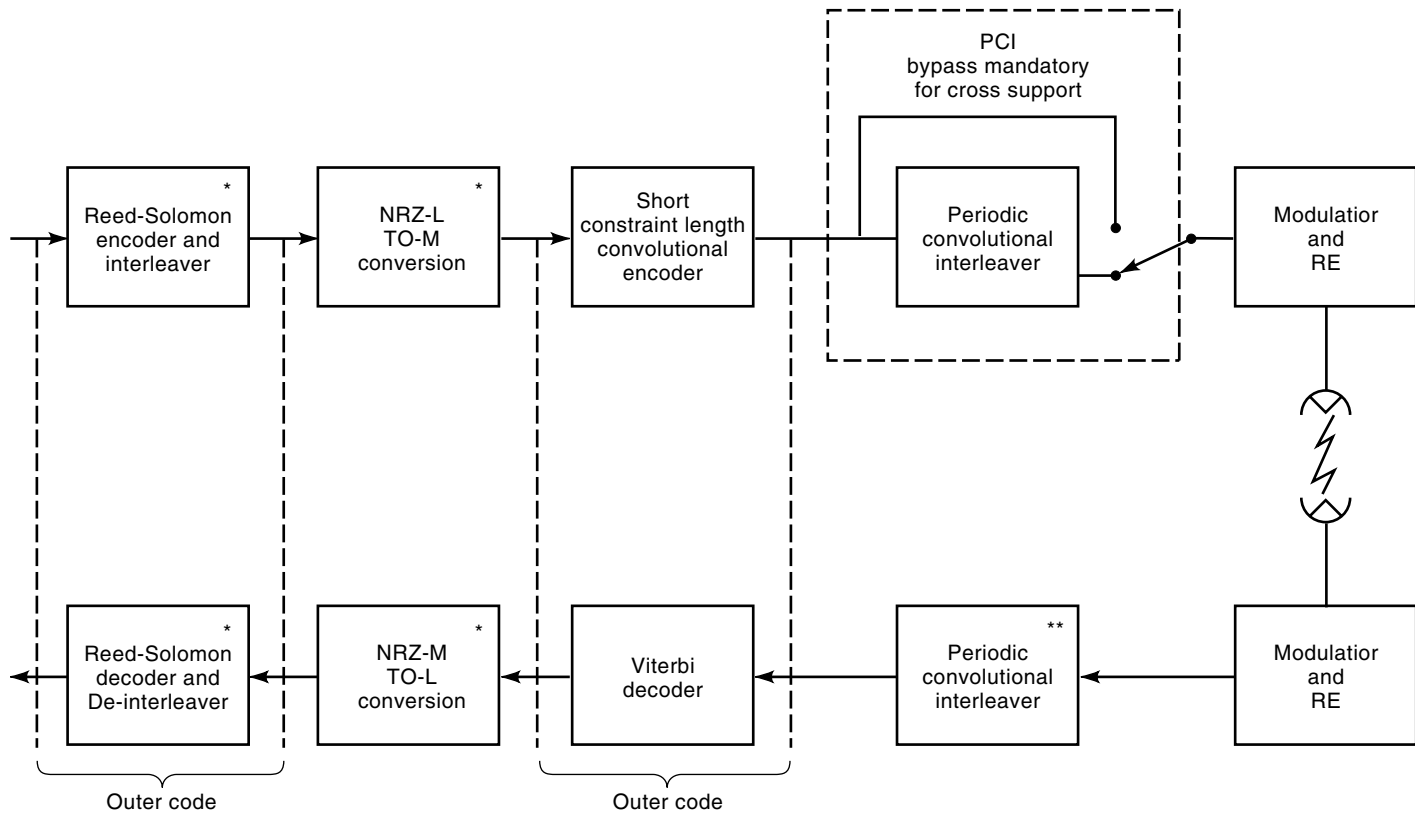 PCI
bypass mandatory
for cross support
*
Reed-Solomon
encoder and
interleaver
*
NRZ-L
TO-M
conversion
Short
constraint length
convolutional
encoder
Periodic
convolutional
interleaver
Modulatior
and
RE
*
Reed-Solomon
decoder and
De-interleaver
*
NRZ-M
TO-L
conversion
Viterbi
decoder
**
Periodic
convolutional
interleaver
Modulatior
and
RE
Outer code
Outer code